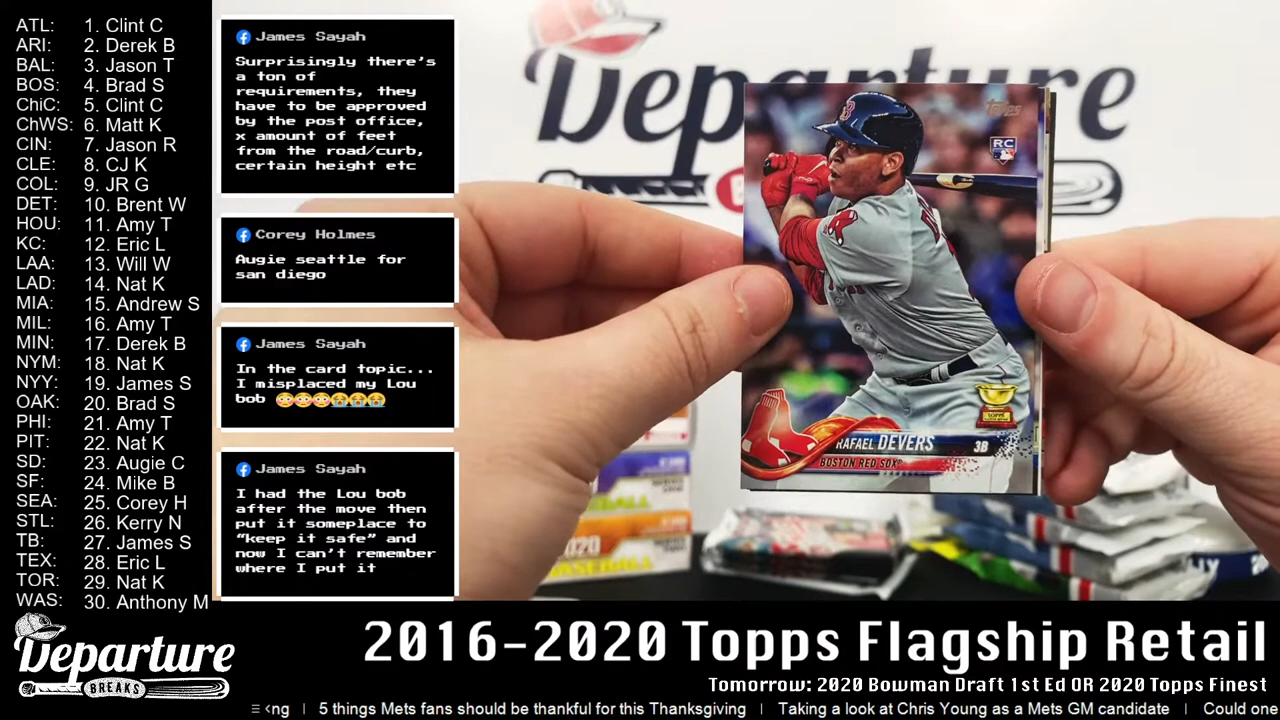 ATL: 1. Clint C
ARI: 2. Derek B
BAL: 3. Jason T
BOS: 4. Brad S
ChiC: 5. Clint C
ChWS: 6. Matt K
CIN: 7. Jason R
CLE: 8. CJ K
COL: 9. JR G
DET: 10. Brent W
HOU: 11. Amy T
KC: 12. Eric L
LAA: 13. Will W
LAD: 14. Nat K
MIA: 15. Andrew S
MIL: 16. Amy T
MIN: 17. Derek B
NYM: 18. Nat K
NYY: 19. James S
OAK: 20. Brad S
PHI: 21. Amy T
PIT: 22. Nat K
SD: 23. Augie C
SF: 24. Mike B
SEA: 25. Corey H
STL: 26. Kerry N
TB: 27. James S
TEX: 28. Eric L
TOR: 29. Nat K
WAS: 30. Anthony M
James Sayah
Surprisingly there's
a ton of
requirements, they
have to be approved
by the post office,
x amount of feet
from the road/curb,
certain height etc
Corey Holmes
Augie seattle for
san diego
James Sayah
In the card topic...
I misplaced my Lou
bob 😳😳😳😭😭😭
James Sayah
I had the Lou bob
after the move then
put it someplace to
"keep it safe" and
now I can't remember
where I put it
Departure
Topps
RC
RAFAEL DEVERS 3B
BOSTON RED SOX
2020
BASEBALL
Departure
BREAKS
2016-2020 Topps Flagship Retail
Tomorrow: 2020 Bowman Draft 1st Ed OR 2020 Topps Finest
king | 5 things Mets fans should be thankful for this Thanksgiving | Taking a look at Chris Young as a Mets GM candidate | Could one